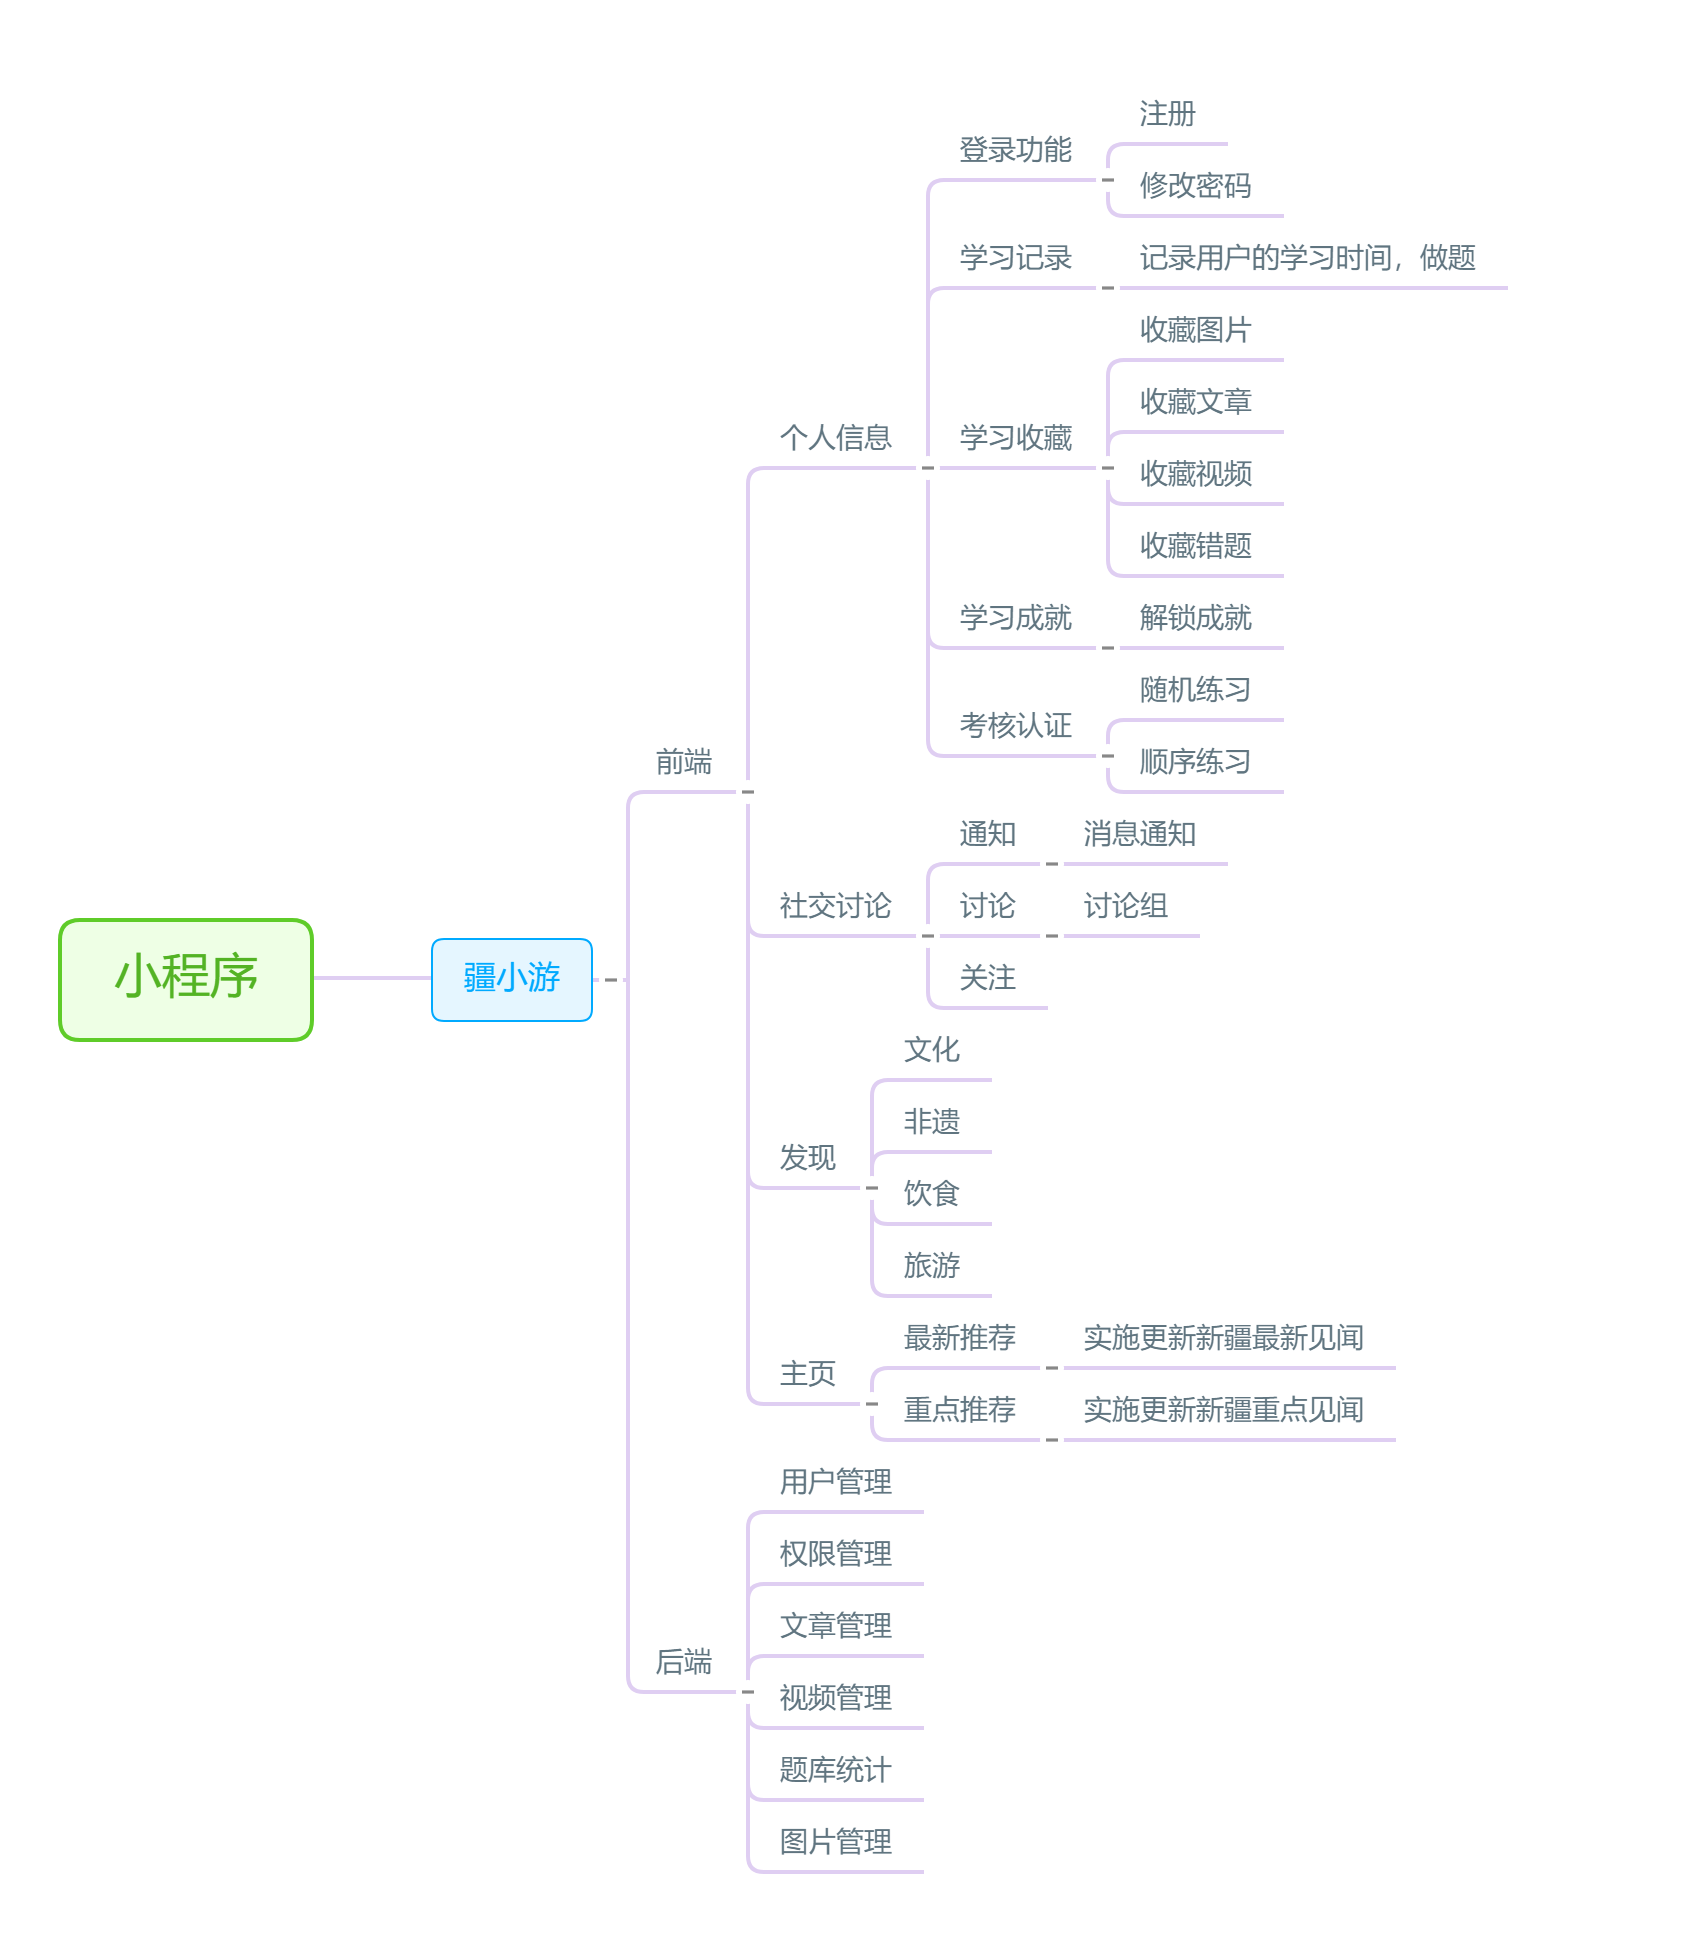 小程序
疆小游
前端
个人信息
登录功能
注册
修改密码
学习记录
记录用户的学习时间，做题
学习收藏
收藏图片
收藏文章
收藏视频
收藏错题
学习成就
解锁成就
考核认证
随机练习
顺序练习
社交讨论
通知
消息通知
讨论
讨论组
关注
发现
文化
非遗
饮食
旅游
主页
最新推荐
实施更新新疆最新见闻
重点推荐
实施更新新疆重点见闻
后端
用户管理
权限管理
文章管理
视频管理
题库统计
图片管理